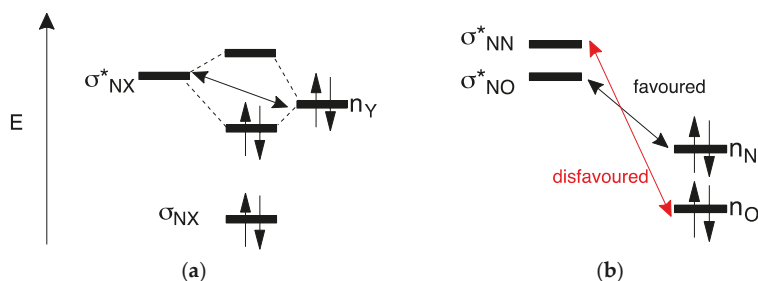 E
σ*NX
nY
σNX
(a)
σ*NN
σ*NO
favoured
disfavoured
nN
nO
(b)